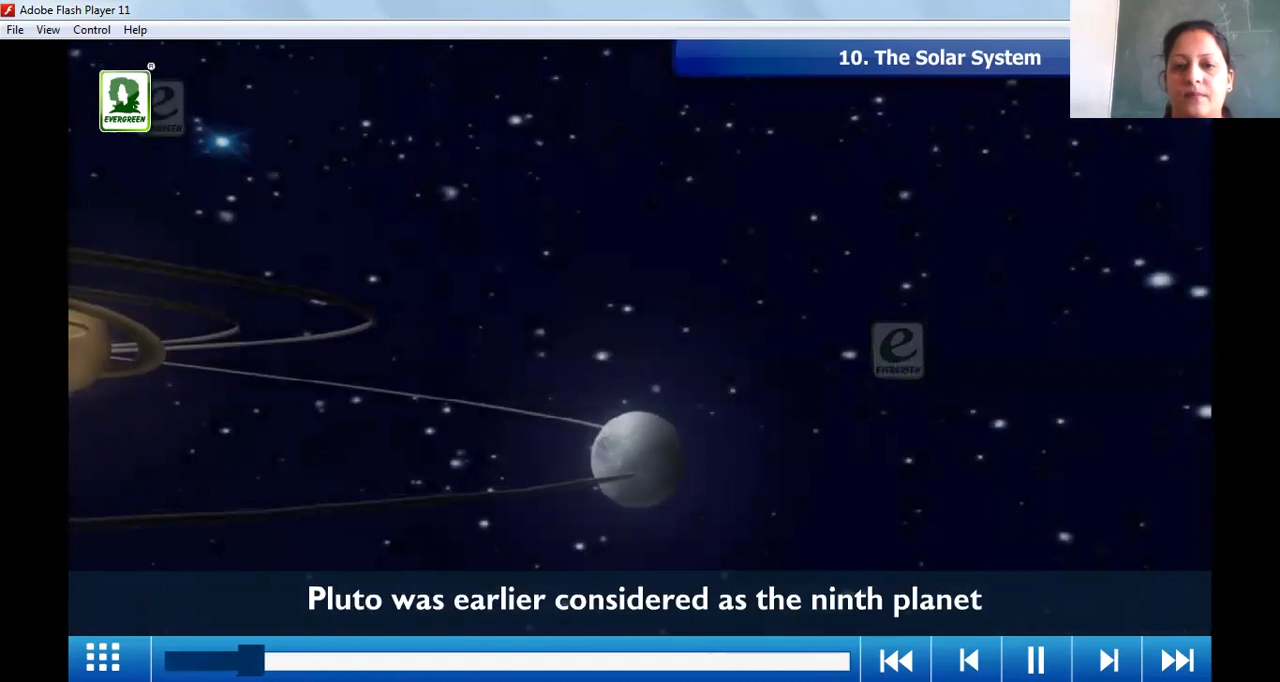 Adobe Flash Player 11
File View Control Help
10. The Solar System
®
EVERGREEN
e
EVERGREEN
Pluto was earlier considered as the ninth planet